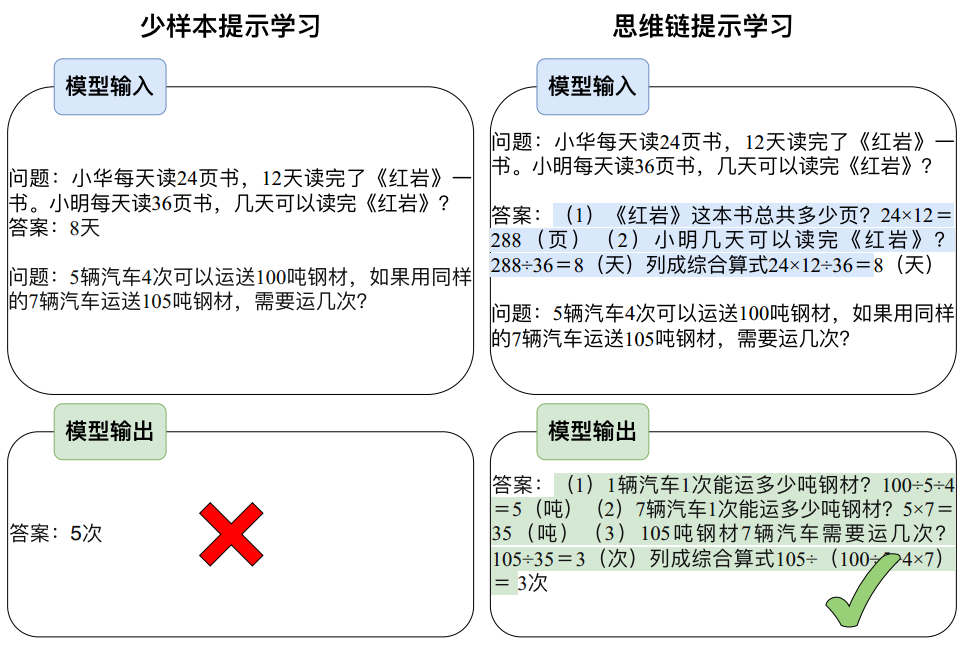 少样本提示学习
模型输入
问题：小华每天读24页书，12天读完了《红岩》一
书。小明每天读36页书，几天可以读完《红岩》？
答案：8天
问题：5辆汽车4次可以运送100吨钢材，如果用同样
的7辆汽车运送105吨钢材，需要运几次？
模型输出
答案：5次
思维链提示学习
模型输入
问题：小华每天读24页书，12天读完了《红岩》一
书。小明每天读36页书，几天可以读完《红岩》？
答案：（1）《红岩》这本书总共多少页？24×12＝
288（页）（2）小明几天可以读完《红岩》？
288÷36＝8（天）列成综合算式24×12÷36＝8（天）
问题：5辆汽车4次可以运送100吨钢材，如果用同样
的7辆汽车运送105吨钢材，需要运几次？
模型输出
答案：（1）1辆汽车1次能运多少吨钢材？100÷5÷4
＝5（吨）（2）7辆汽车1次能运多少吨钢材？5×7＝
35（吨）（3）105吨钢材7辆汽车需要运几次？
105÷35＝3（次）列成综合算式105÷（100÷5÷4×7）
＝ 3次